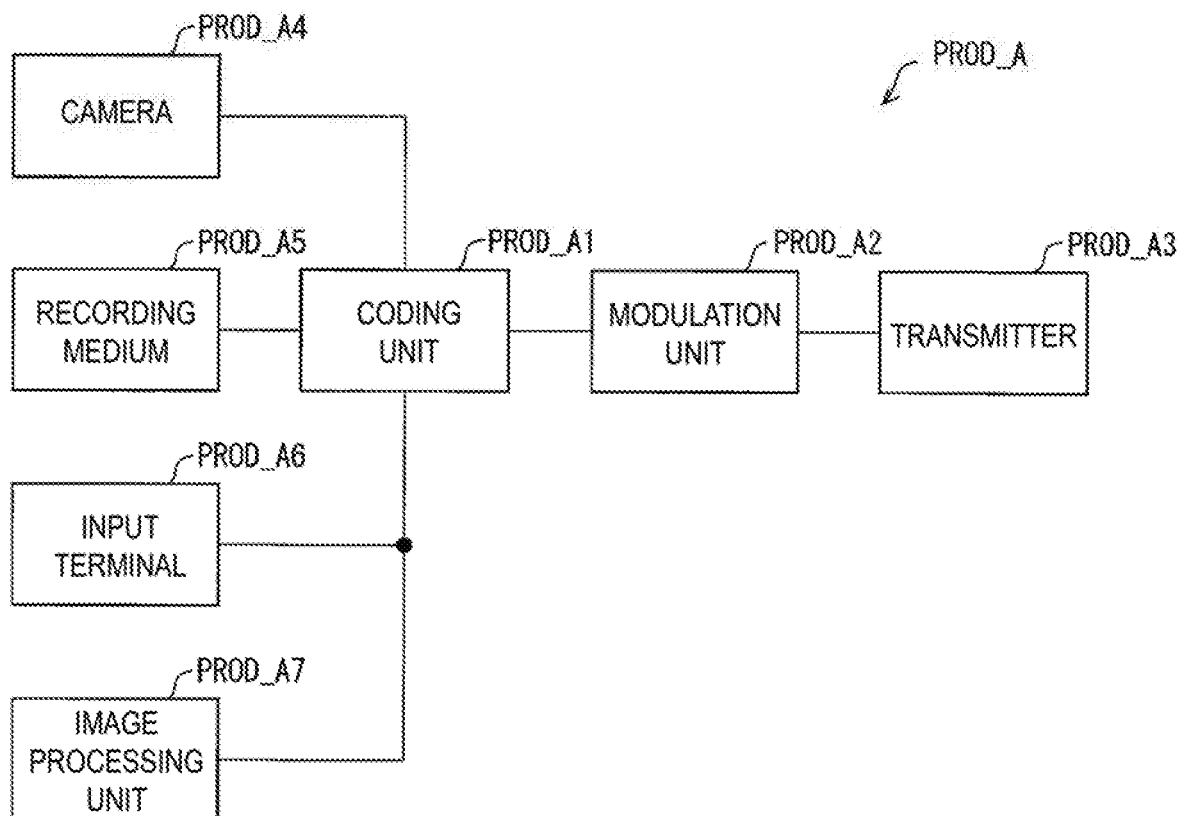 PROD_A4
CAMERA
PROD_A
PROD_A5
RECORDING
MEDIUM
PROD_A1
CODING
UNIT
PROD_A2
MODULATION
UNIT
PROD_A3
TRANSMITTER
PROD_A6
INPUT
TERMINAL
PROD_A7
IMAGE
PROCESSING
UNIT